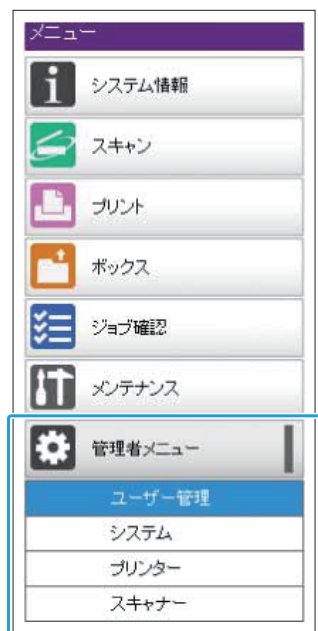 メニュー
システム情報
スキャン
プリント
ボックス
ジョブ確認
メンテナンス
管理者メニュー
ユーザー管理
システム
プリンター
スキャナー